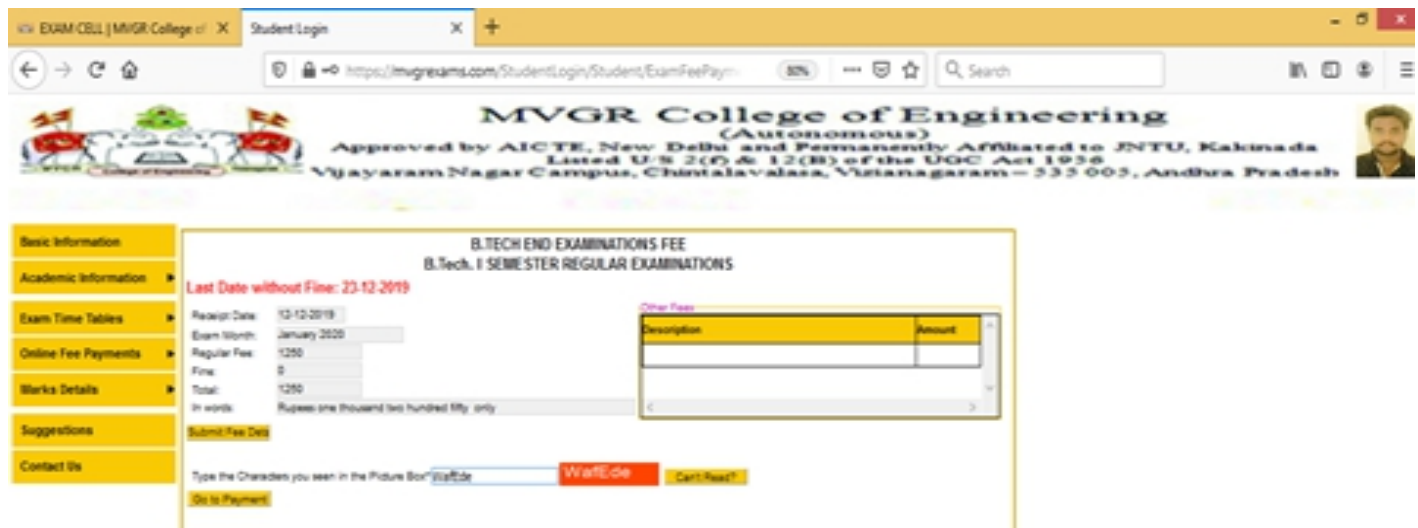 EXAM CELL | MVGR College of
Student Login
https://mvgrexams.com/StudentLogin/Student/ExamFeePaym
80%
Search
MVGR College of Engineering
(Autonomous)
Approved by AICTE, New Delhi and Permanently Affiliated to JNTU, Kakinada
Listed U/S 2(f) & 12(B) of the UGC Act 1956
Vijayaram Nagar Campus, Chintalavalasa, Vizianagaram – 535 005, Andhra Pradesh
Basic Information
Academic Information
Exam Time Tables
Online Fee Payments
Marks Details
Suggestions
Contact Us
B.TECH END EXAMINATIONS FEE
B.Tech. I SEMESTER REGULAR EXAMINATIONS
Last Date without Fine: 23-12-2019
Receipt Date: 12-12-2019
Exam Month: January 2020
Regular Fee: 1250
Fine: 0
Total: 1250
In words: Rupees one thousand two hundred fifty only
Other Fees
Description Amount
Submit Fee Deta
Type the Characters you seen in the Picture Box* WafEde WafEde Can't Read?
Go to Payment